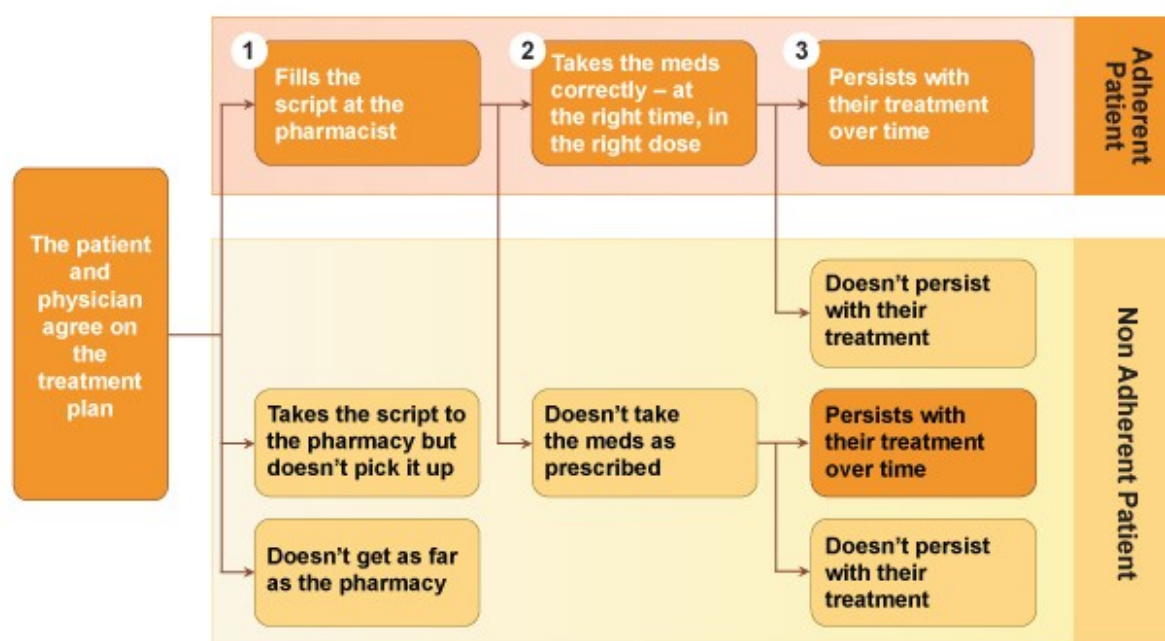 1
Fills the
script at the
pharmacist
2
Takes the meds
correctly – at
the right time, in
the right dose
3
Persists with
their treatment
over time
Adherent
Patient
The patient
and
physician
agree on
the
treatment
plan
Doesn't persist
with their
treatment
Takes the script to
the pharmacy but
doesn't pick it up
Doesn't take
the meds as
prescribed
Persists with
their treatment
over time
Doesn't get as far
as the pharmacy
Doesn't persist
with their
treatment
Non Adherent Patient